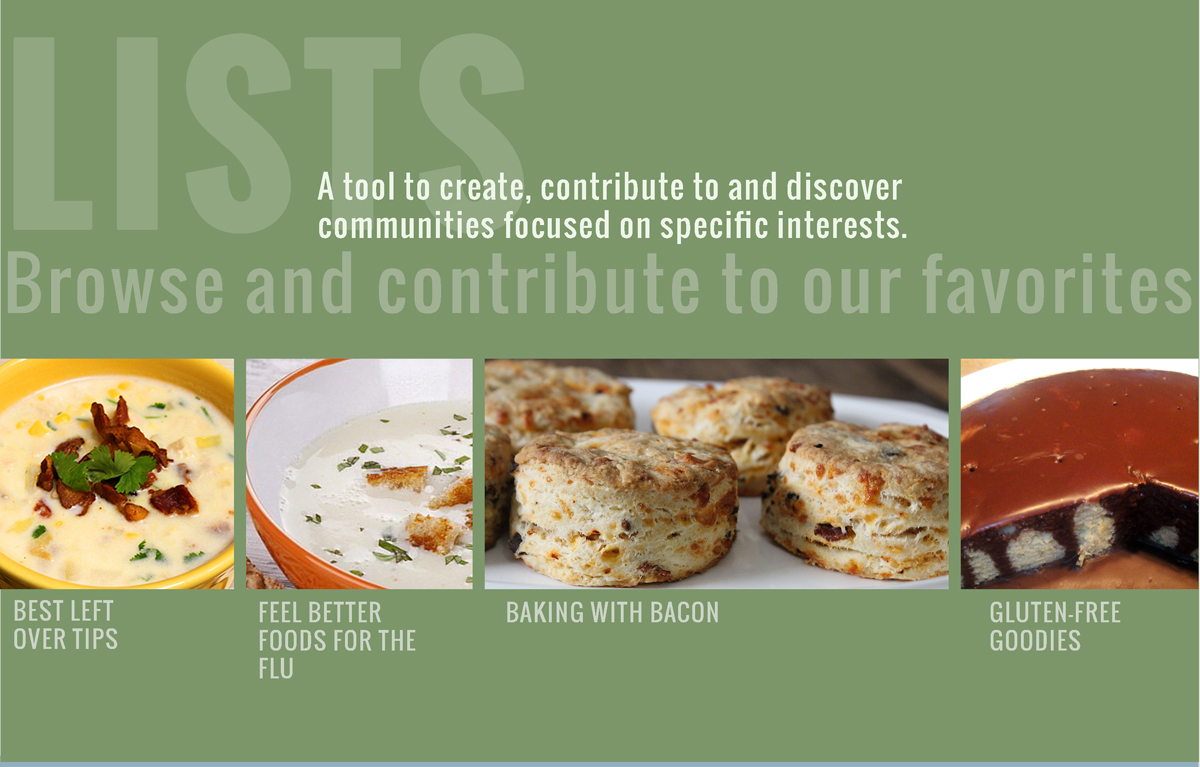 LISTS
A tool to create, contribute to and discover
communities focused on specific interests.
Browse and contribute to our favorites
BEST LEFT
OVER TIPS
FEEL BETTER
FOODS FOR THE
FLU
BAKING WITH BACON
GLUTEN-FREE
GOODIES